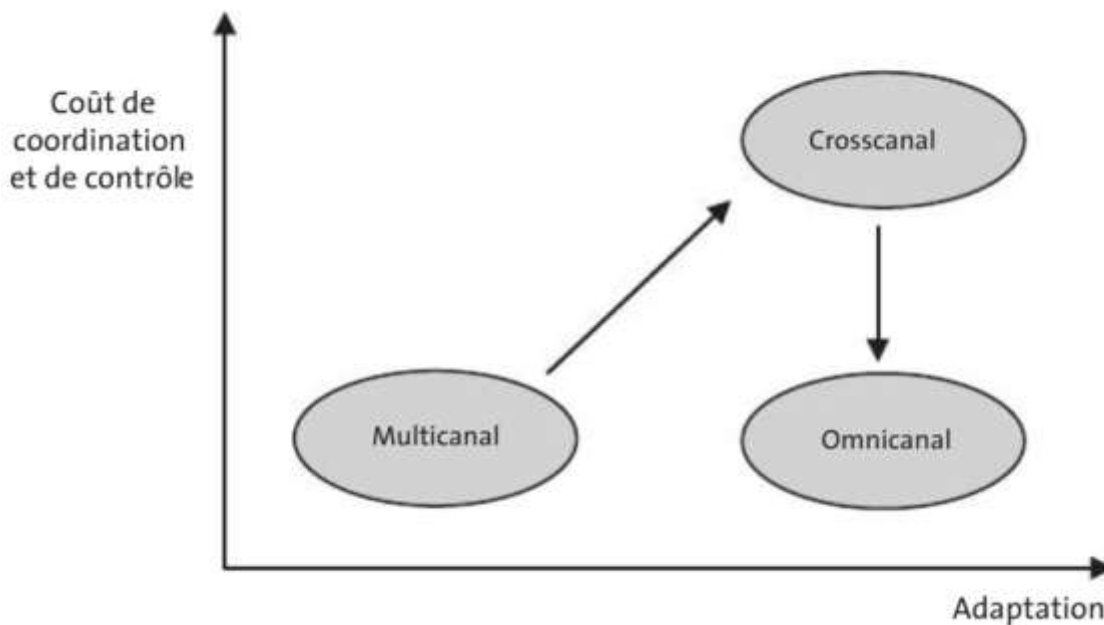 Coût de
coordination
et de contrôle
Crosscanal
Multicanal
Omnicanal
Adaptation